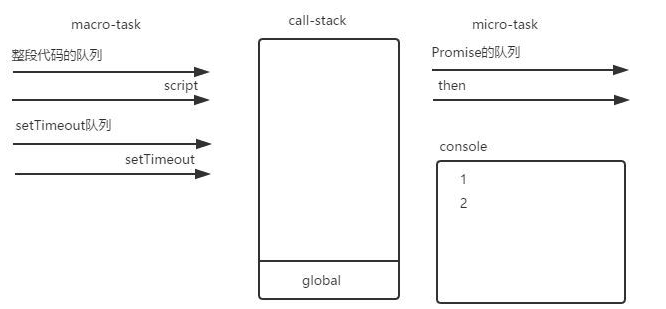 macro-task
整段代码的队列
script
setTimeout队列
setTimeout
call-stack
global
micro-task
Promise的队列
then
console
1
2